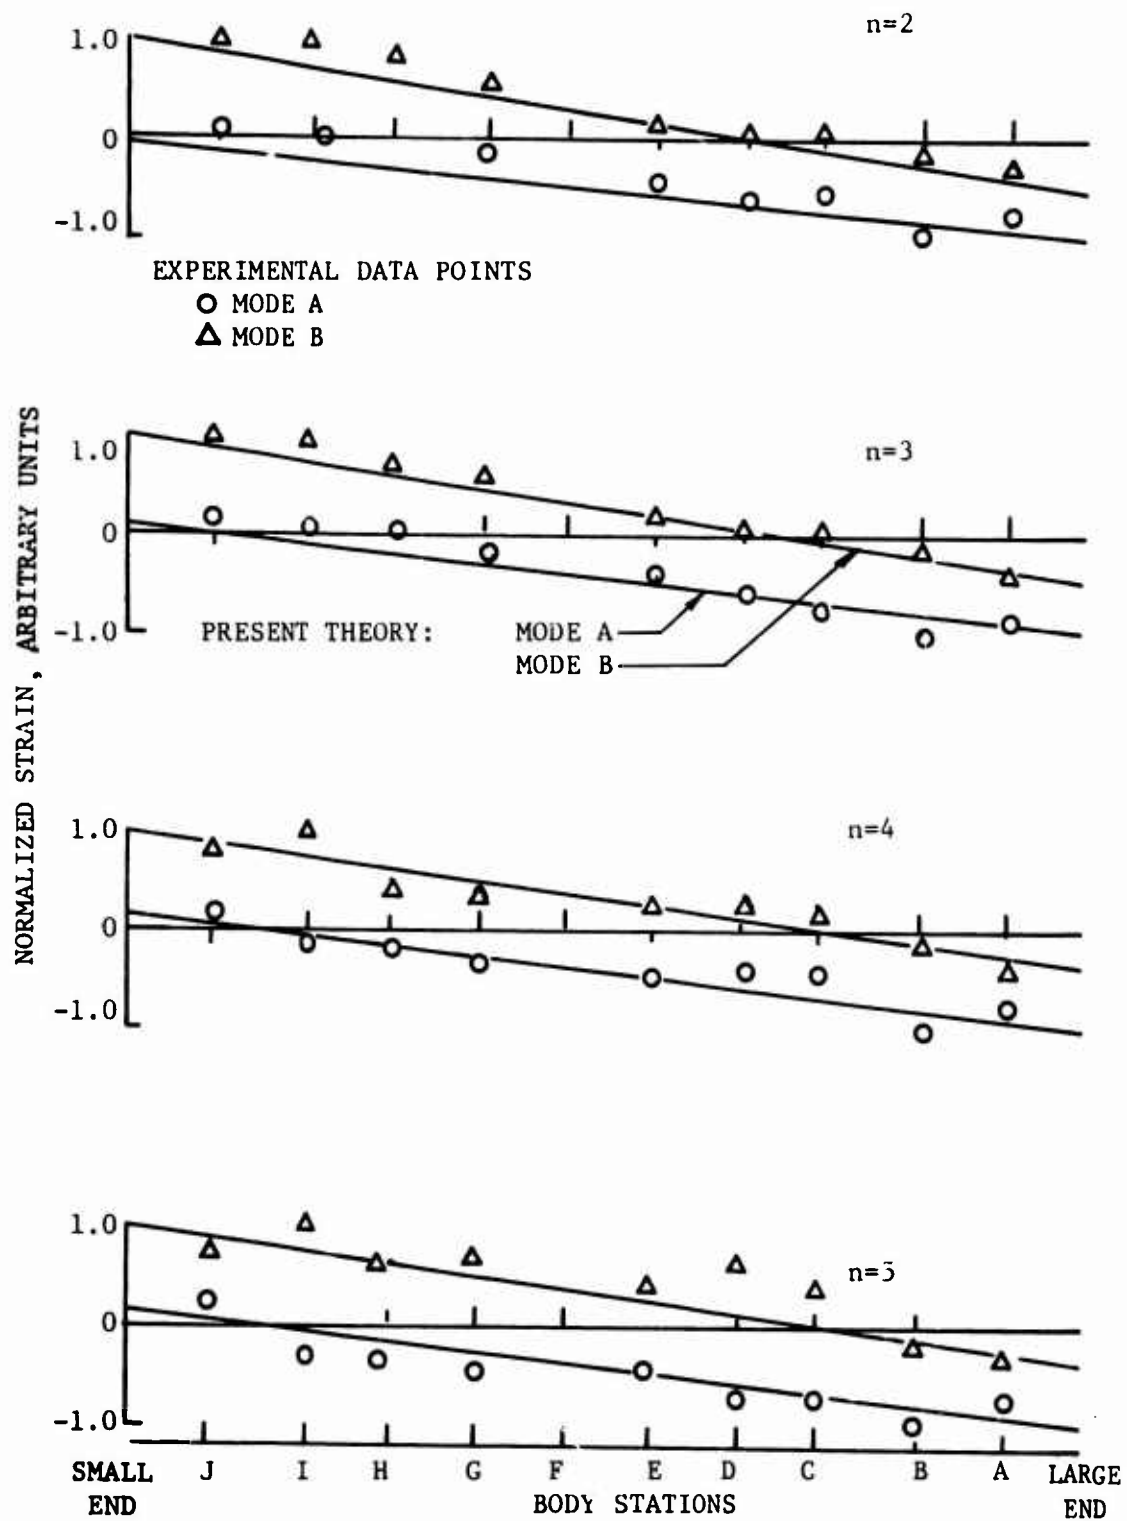 n=2
1.0
0
-1.0
EXPERIMENTAL DATA POINTS
MODE A
MODE B
NORMALIZED STRAIN, ARBITRARY UNITS
n=3
1.0
0
-1.0
PRESENT THEORY: MODE A
MODE B
n=4
1.0
0
-1.0
n=5
1.0
0
-1.0
SMALL END
J I H G F E D C B A
LARGE END
BODY STATIONS